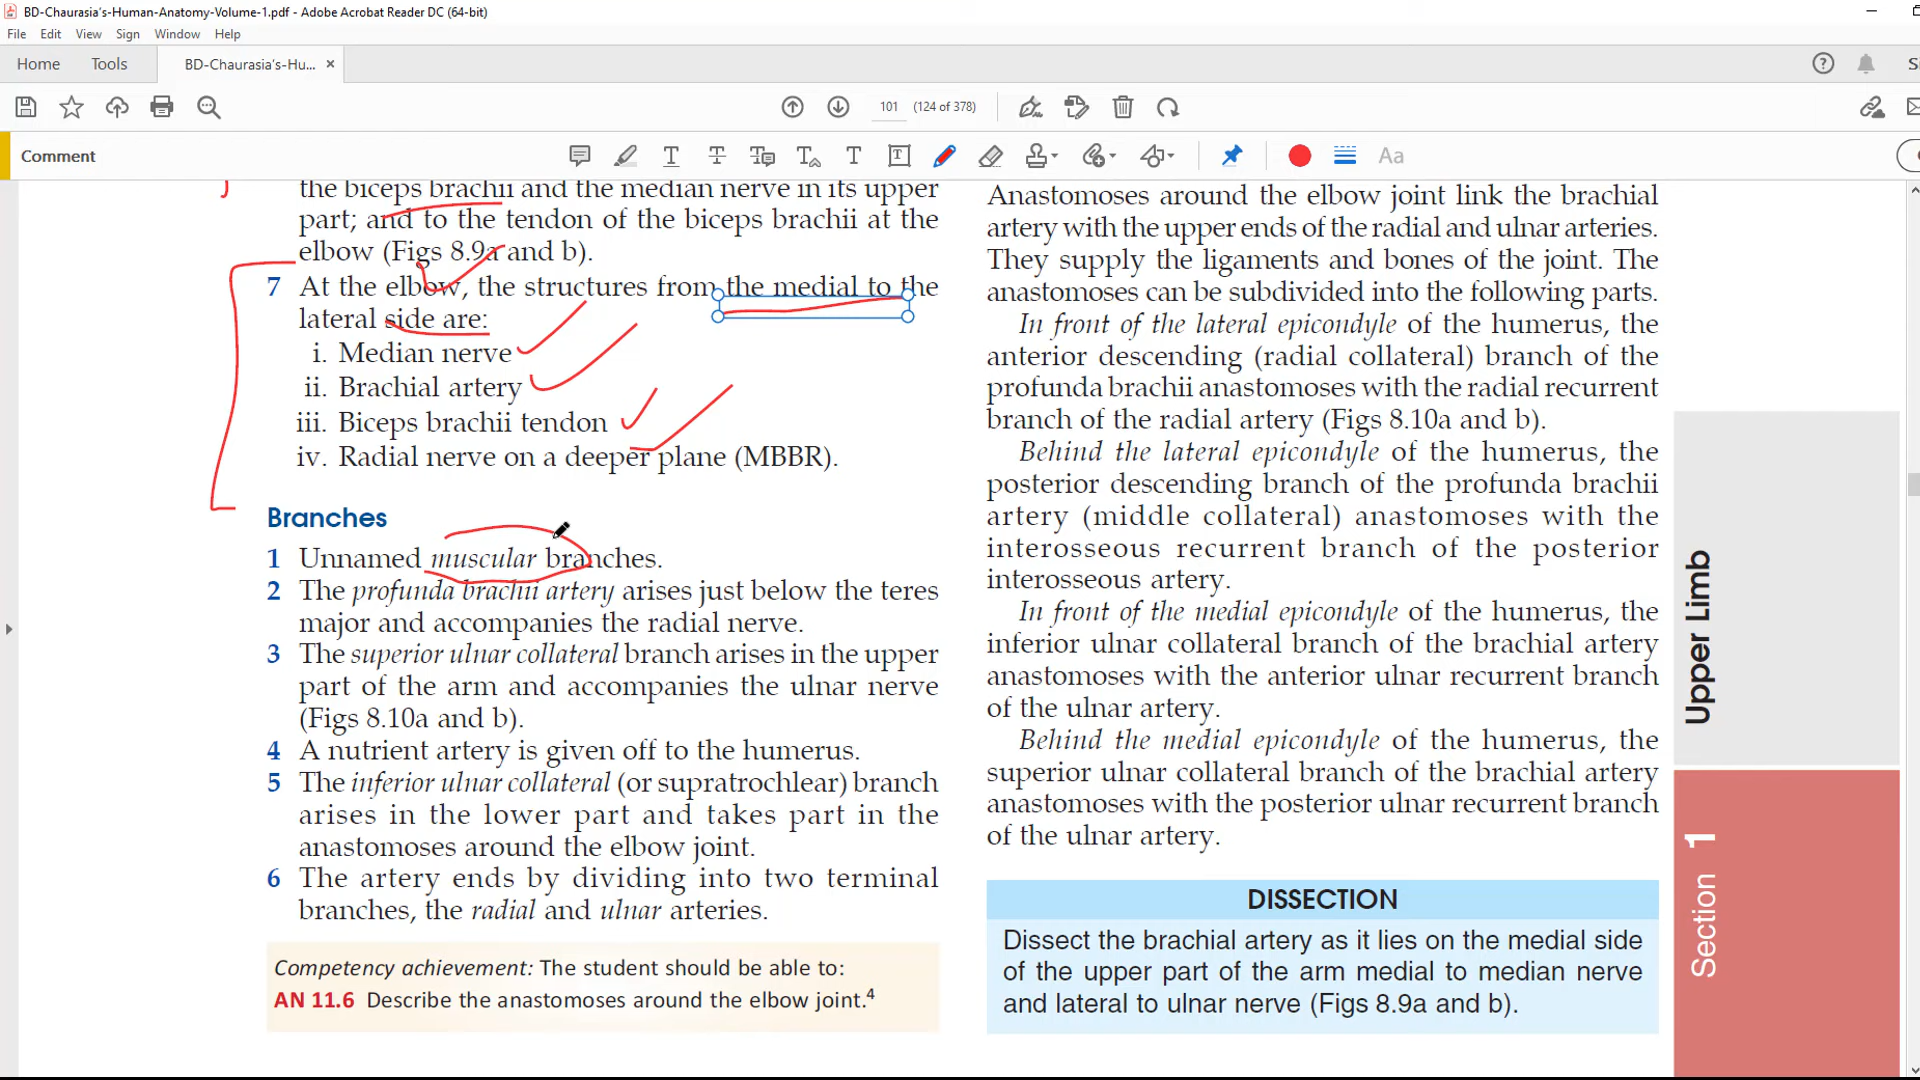 BD-Chaurasia's-Human-Anatomy-Volume-1.pdf - Adobe Acrobat Reader DC (64-bit)
File Edit View Sign Window Help
Home Tools BD-Chaurasia's-Hu... ×
101 (124 of 378)
Comment
Aa
the biceps brachii and the median nerve in its upper
part; and to the tendon of the biceps brachii at the
elbow (Figs 8.9a and b).
7 At the elbow, the structures from the medial to the
lateral side are:
i. Median nerve
ii. Brachial artery
iii. Biceps brachii tendon
iv. Radial nerve on a deeper plane (MBBR).
Branches
1 Unnamed muscular branches.
2 The profunda brachii artery arises just below the teres
major and accompanies the radial nerve.
3 The superior ulnar collateral branch arises in the upper
part of the arm and accompanies the ulnar nerve
(Figs 8.10a and b).
4 A nutrient artery is given off to the humerus.
5 The inferior ulnar collateral (or supratrochlear) branch
arises in the lower part and takes part in the
anastomoses around the elbow joint.
6 The artery ends by dividing into two terminal
branches, the radial and ulnar arteries.
Competency achievement: The student should be able to:
AN 11.6 Describe the anastomoses around the elbow joint.4
Anastomoses around the elbow joint link the brachial
artery with the upper ends of the radial and ulnar arteries.
They supply the ligaments and bones of the joint. The
anastomoses can be subdivided into the following parts.
In front of the lateral epicondyle of the humerus, the
anterior descending (radial collateral) branch of the
profunda brachii anastomoses with the radial recurrent
branch of the radial artery (Figs 8.10a and b).
Behind the lateral epicondyle of the humerus, the
posterior descending branch of the profunda brachii
artery (middle collateral) anastomoses with the
interosseous recurrent branch of the posterior
interosseous artery.
In front of the medial epicondyle of the humerus, the
inferior ulnar collateral branch of the brachial artery
anastomoses with the anterior ulnar recurrent branch
of the ulnar artery.
Behind the medial epicondyle of the humerus, the
superior ulnar collateral branch of the brachial artery
anastomoses with the posterior ulnar recurrent branch
of the ulnar artery.
DISSECTION
Dissect the brachial artery as it lies on the medial side
of the upper part of the arm medial to median nerve
and lateral to ulnar nerve (Figs 8.9a and b).
Upper Limb
Section 1